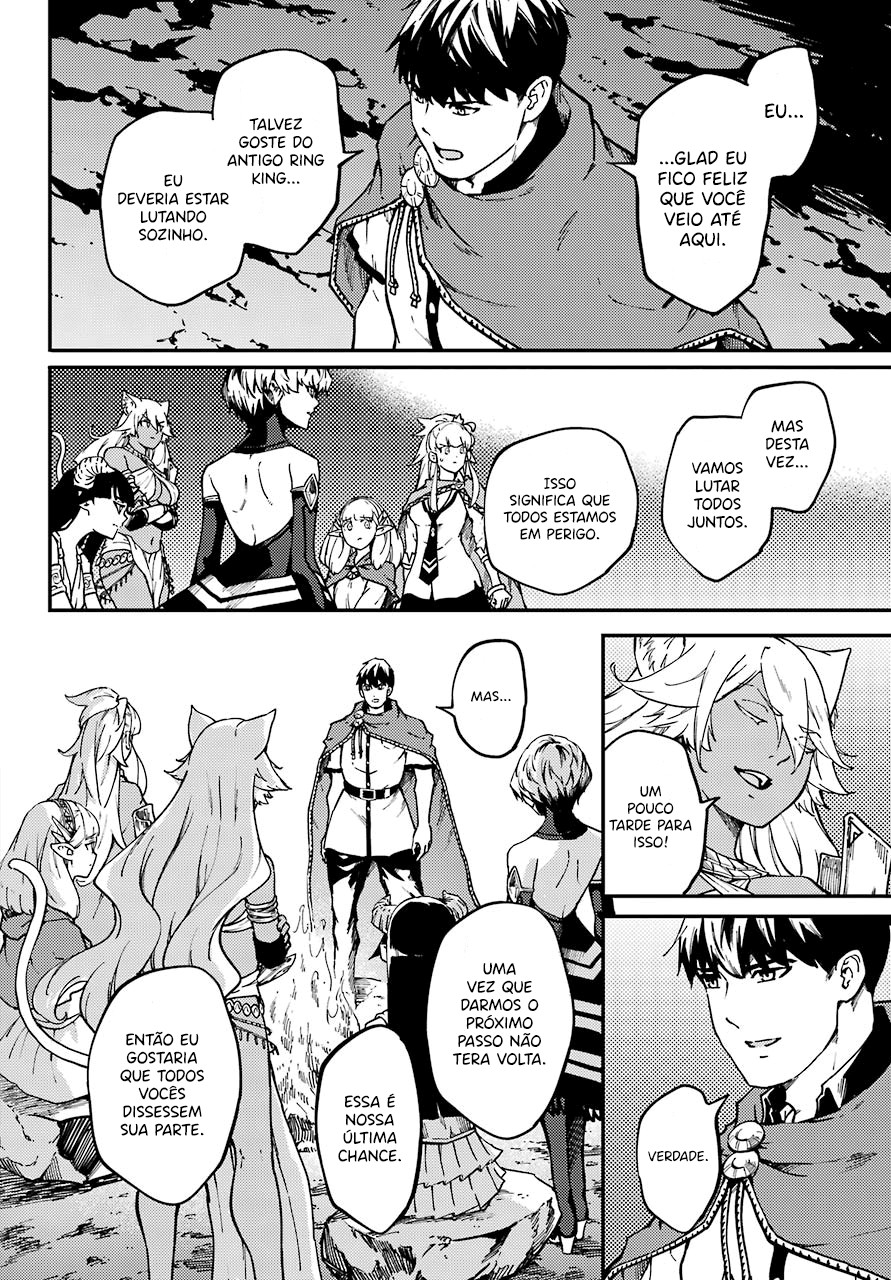 EU...
...GLAD EU
FICO FELIZ
QUE VOCÊ
VEIO ATÉ
AQUI.
TALVEZ
GOSTE DO
ANTIGO RING
KING...
EU
DEVERIA ESTAR
LUTANDO
SOZINHO.
MAS
DESTA
VEZ...
VAMOS
LUTAR
TODOS
JUNTOS.
ISSO
SIGNIFICA QUE
TODOS ESTAMOS
EM PERIGO.
UM
POUCO
TARDE PARA
ISSO!
VERDADE.
MAS...
UMA
VEZ QUE
DARMOS O
PRÓXIMO
PASSO NÃO
TERA VOLTA.
ESSA É
NOSSA
ÚLTIMA
CHANCE.
ENTÃO EU
GOSTARIA
QUE TODOS
VOCÊS
DISSESSEM
SUA PARTE.